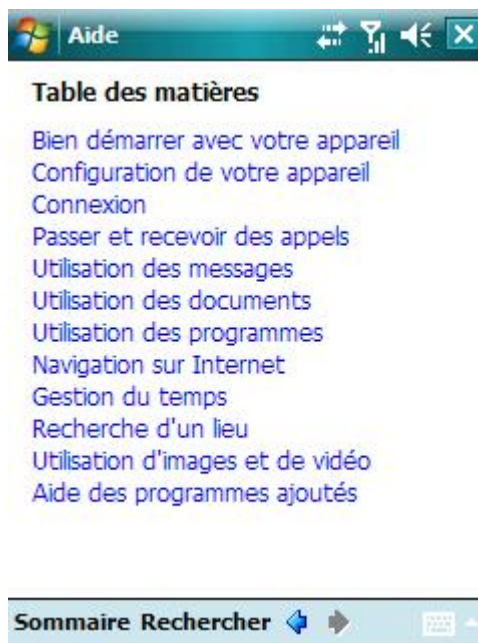 Aide
Table des matières
Bien démarrer avec votre appareil
Configuration de votre appareil
Connexion
Passer et recevoir des appels
Utilisation des messages
Utilisation des documents
Utilisation des programmes
Navigation sur Internet
Gestion du temps
Recherche d'un lieu
Utilisation d'images et de vidéo
Aide des programmes ajoutés
Sommaire Rechercher